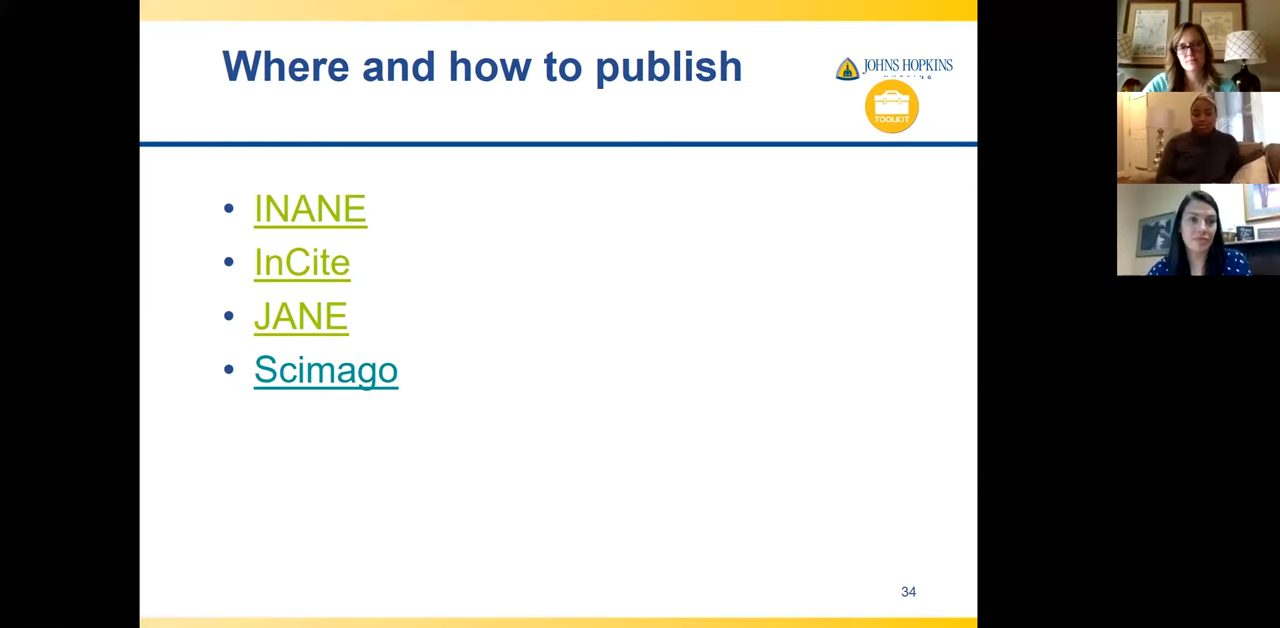 Where and how to publish
JOHNS HOPKINS
TOOLKIT
• INANE
• InCite
• JANE
• Scimago
34